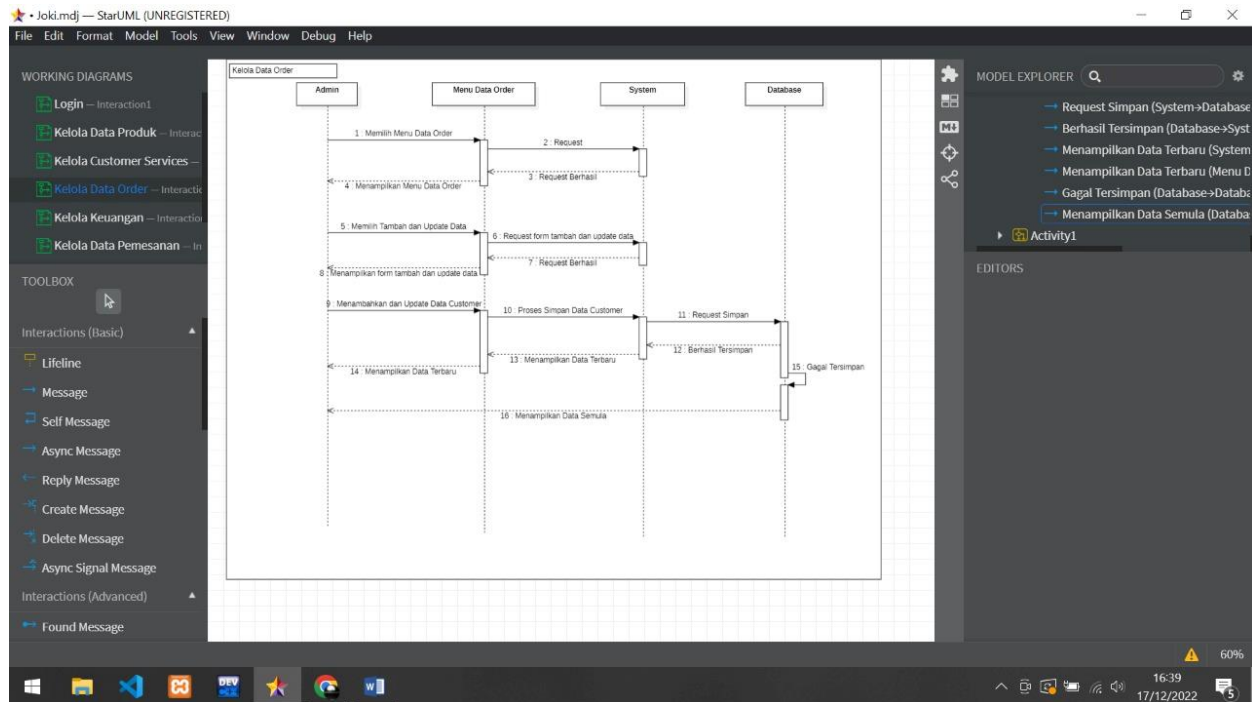 Joki.mdj — StarUML (UNREGISTERED)
File Edit Format Model Tools View Window Debug Help
WORKING DIAGRAMS
Login — Interaction1
Kelola Data Produk — Interac
Kelola Customer Services —
Kelola Data Order — Interactio
Kelola Keuangan — Interaction
Kelola Data Pemesanan — In
TOOLBOX
Interactions (Basic)
Lifeline
Message
Self Message
Async Message
Reply Message
Create Message
Delete Message
Async Signal Message
Interactions (Advanced)
Found Message
Kelola Data Order
Admin
Menu Data Order
System
Database
1 : Memilih Menu Data Order
2 : Request
3 : Request Berhasil
4 : Menampilkan Menu Data Order
5 : Memilih Tambah dan Update Data
6 : Request form tambah dan update data
7 : Request Berhasil
8 : Menampilkan form tambah dan update data
9 : Menambahkan dan Update Data Customer
10 : Proses Simpan Data Customer
11 : Request Simpan
12 : Berhasil Tersimpan
13 : Menampilkan Data Terbaru
14 : Menampilkan Data Terbaru
15 : Gagal Tersimpan
16 : Menampilkan Data Semula
M
MODEL EXPLORER
Request Simpan (System→Database
Berhasil Tersimpan (Database→Syst
Menampilkan Data Terbaru (System
Menampilkan Data Terbaru (Menu D
Gagal Tersimpan (Database→Databa
Menampilkan Data Semula (Databa
Activity1
EDITORS
60%
DEV
W
16:39
17/12/2022
5